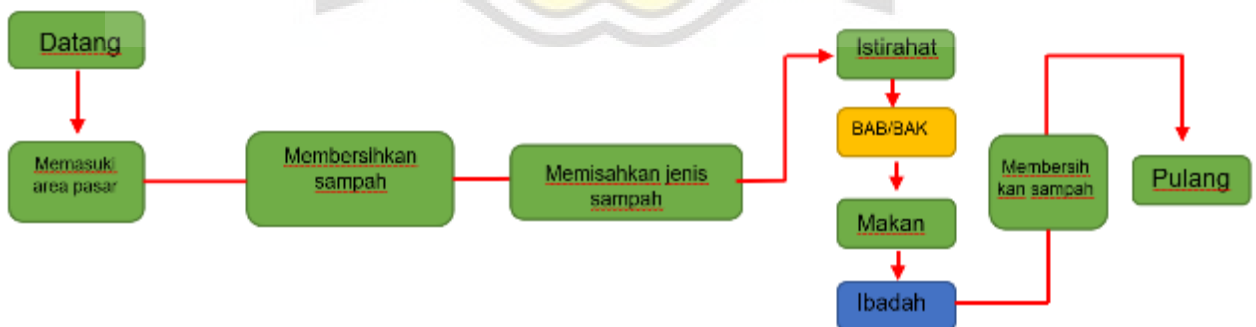 Datang
Memasuki
area pasar
Membersihkan
sampah
Memisahkan jenis
sampah
Istirahat
BAB/BAK
Makan
Ibadah
Membersih
kan sampah
Pulang